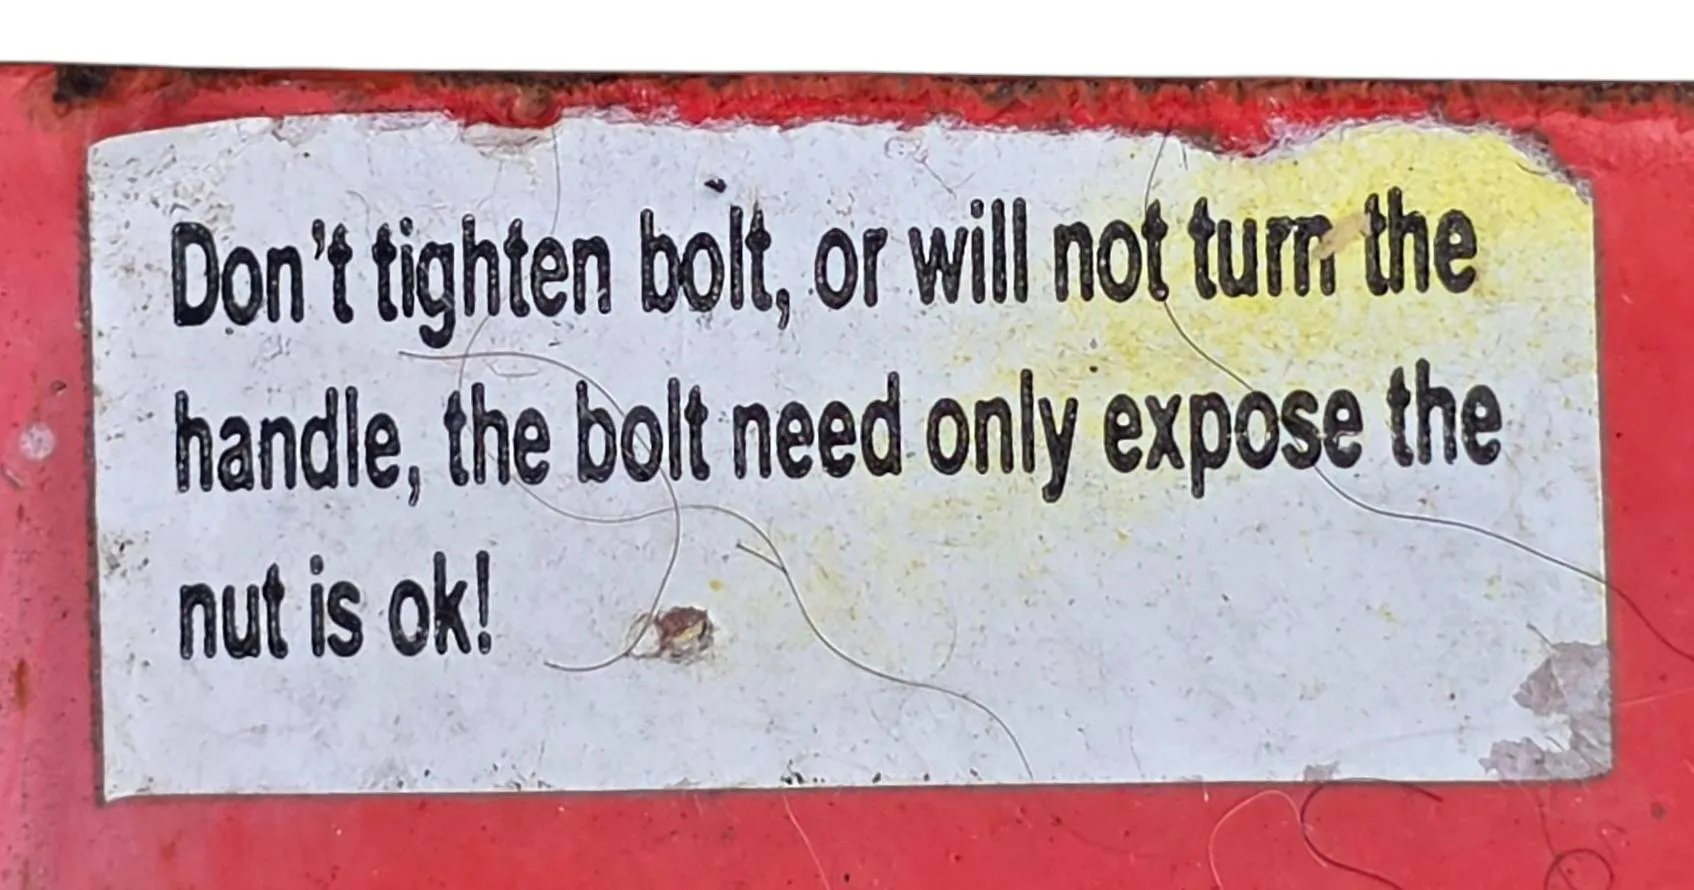 Don't tighten bolt, or will not turn the
handle, the bolt need only expose the
nut is ok!